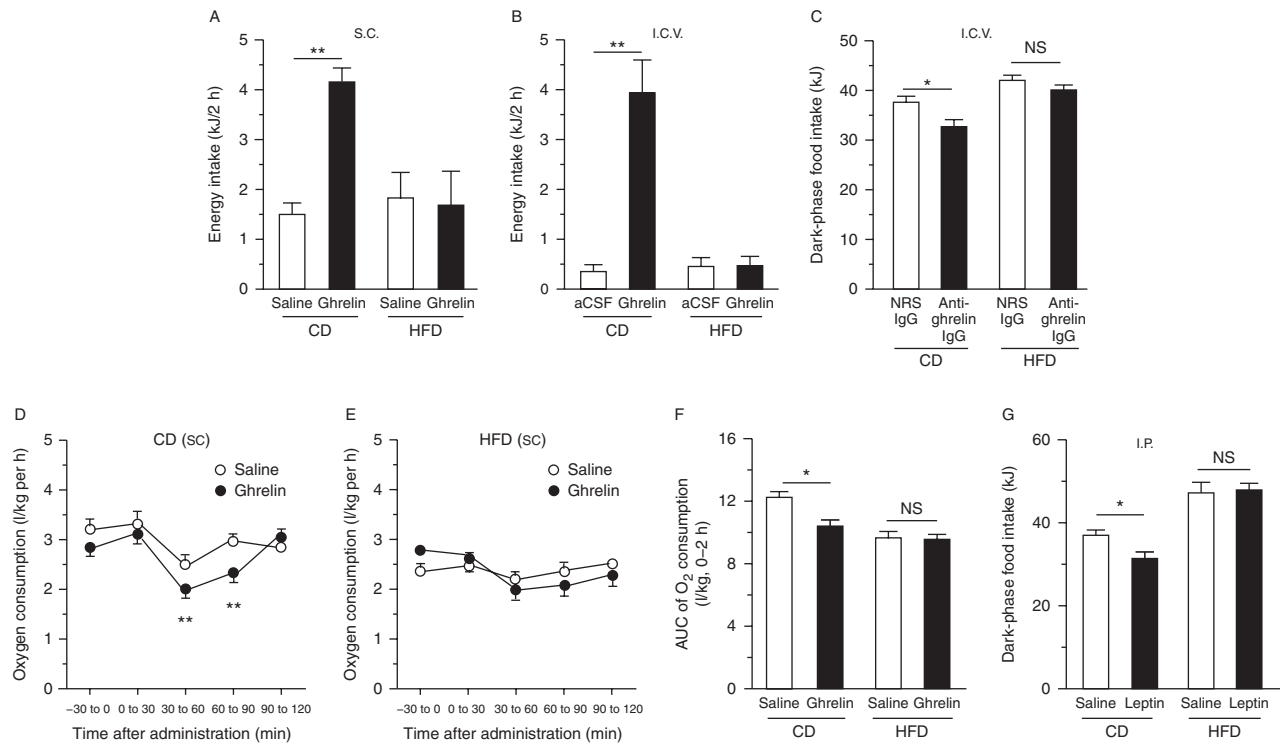 A
S.C.
Energy intake (kJ/2 h)
5
4
3
2
1
0
**
Saline Ghrelin
Saline Ghrelin
CD
HFD
B
I.C.V.
Energy intake (kJ/2 h)
5
4
3
2
1
0
**
aCSF Ghrelin
aCSF Ghrelin
CD
HFD
C
I.C.V.
Dark-phase food intake (kJ)
50
40
30
20
10
0
*
NS
NRS IgG
Anti-ghrelin IgG
NRS IgG
Anti-ghrelin IgG
CD
HFD
D
CD (SC)
Oxygen consumption (l/kg per h)
5
4
3
2
1
0
Saline
Ghrelin
**
**
−30 to 0 0 to 30 30 to 60 60 to 90 90 to 120
Time after administration (min)
E
HFD (SC)
Oxygen consumption (l/kg per h)
5
4
3
2
1
0
Saline
Ghrelin
−30 to 0 0 to 30 30 to 60 60 to 90 90 to 120
Time after administration (min)
F
AUC of O2 consumption
(l/kg, 0–2 h)
16
12
8
4
0
*
NS
Saline Ghrelin
Saline Ghrelin
CD
HFD
G
I.P.
Dark-phase food intake (kJ)
60
40
20
0
*
NS
Saline Leptin
Saline Leptin
CD
HFD